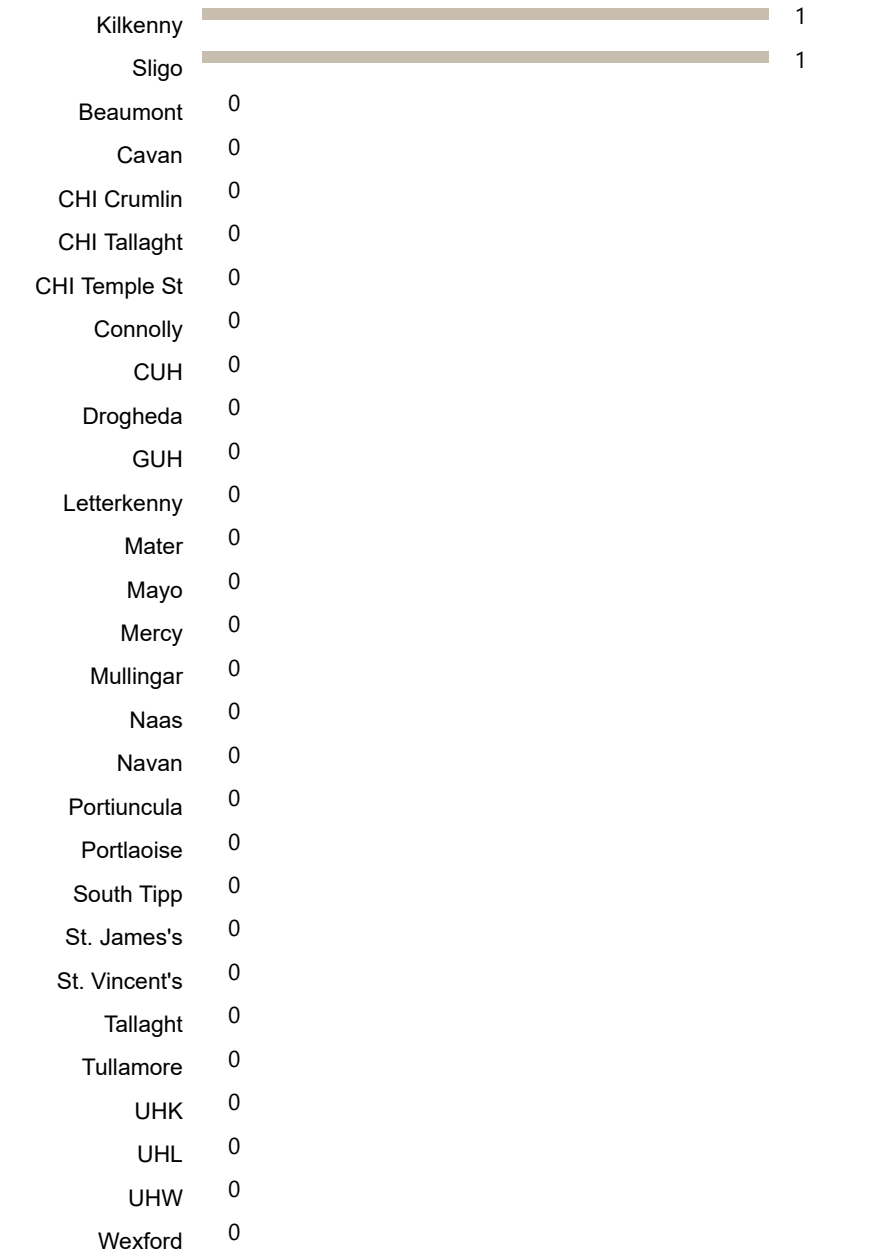 Kilkenny 1
Sligo 1
Beaumont 0
Cavan 0
CHI Crumlin 0
CHI Tallaght 0
CHI Temple St 0
Connolly 0
CUH 0
Drogheda 0
GUH 0
Letterkenny 0
Mater 0
Mayo 0
Mercy 0
Mullingar 0
Naas 0
Navan 0
Portiuncula 0
Portlaoise 0
South Tipp 0
St. James's 0
St. Vincent's 0
Tallaght 0
Tullamore 0
UHK 0
UHL 0
UHW 0
Wexford 0